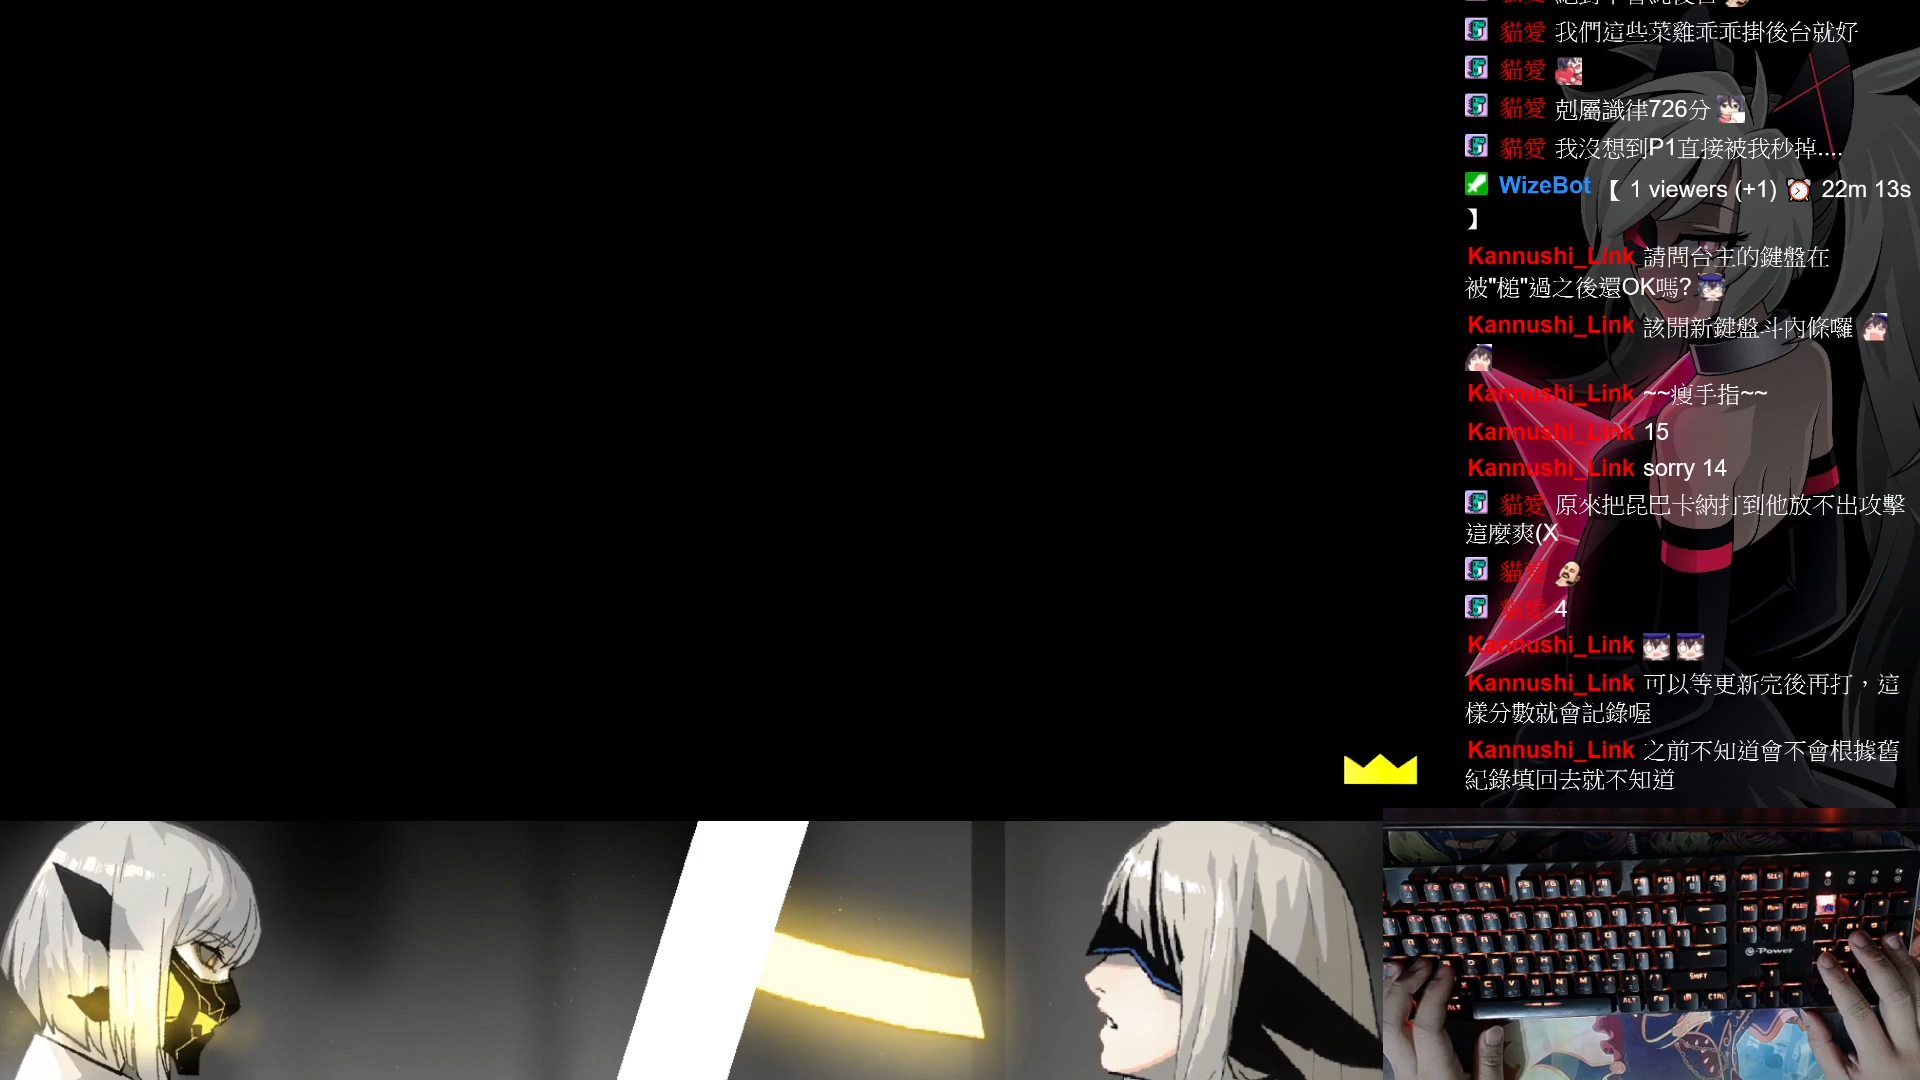 貓愛 我們這些菜雞乖乖掛後台就好
貓愛
貓愛 剋屬識律726分
貓愛 我沒想到P1直接被我秒掉....
WizeBot 【 1 viewers (+1) ⏰ 22m 13s
】
Kannushi_Link 請問台主的鍵盤在
被"槌"過之後還OK嗎?
Kannushi_Link 該開新鍵盤斗內條囉
Kannushi_Link ~~瘦手指~~
Kannushi_Link 15
Kannushi_Link sorry 14
貓愛 原來把昆巴卡納打到他放不出攻擊
這麼爽(X
貓愛
貓愛 4
Kannushi_Link
Kannushi_Link 可以等更新完後再打，這
樣分數就會記錄喔
Kannushi_Link 之前不知道會不會根據舊
紀錄填回去就不知道
e-Power